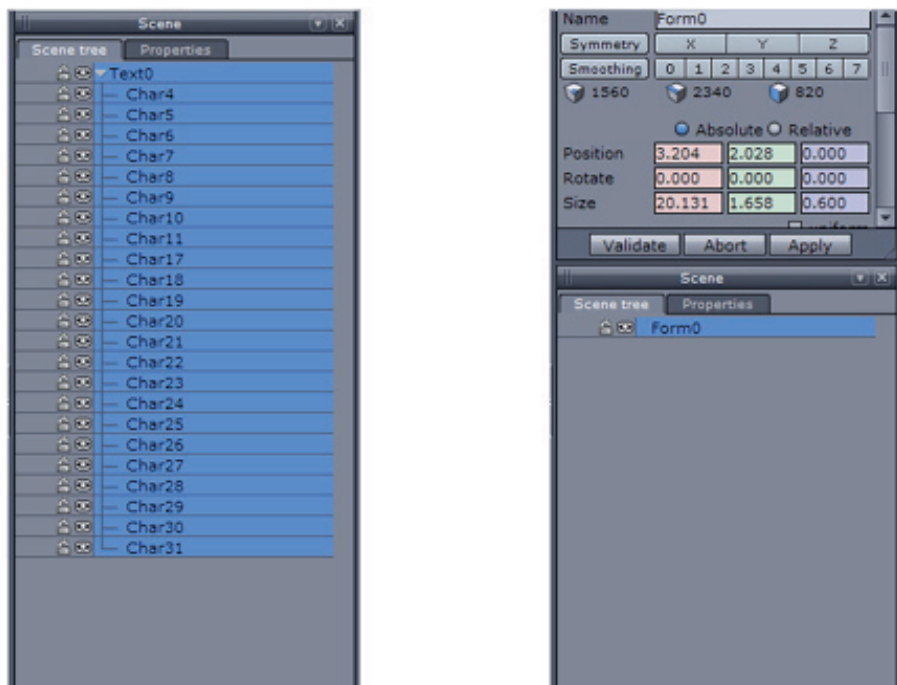 Scene
Scene tree Properties
Text0
Char4
Char5
Char6
Char7
Char8
Char9
Char10
Char11
Char17
Char18
Char19
Char20
Char21
Char22
Char23
Char24
Char25
Char26
Char27
Char28
Char29
Char30
Char31
Name Form0
Symmetry X Y Z
Smoothing 0 1 2 3 4 5 6 7
1560 2340 820
Absolute Relative
Position 3.204 2.028 0.000
Rotate 0.000 0.000 0.000
Size 20.131 1.658 0.600
uniform
Validate Abort Apply
Scene
Scene tree Properties
Form0